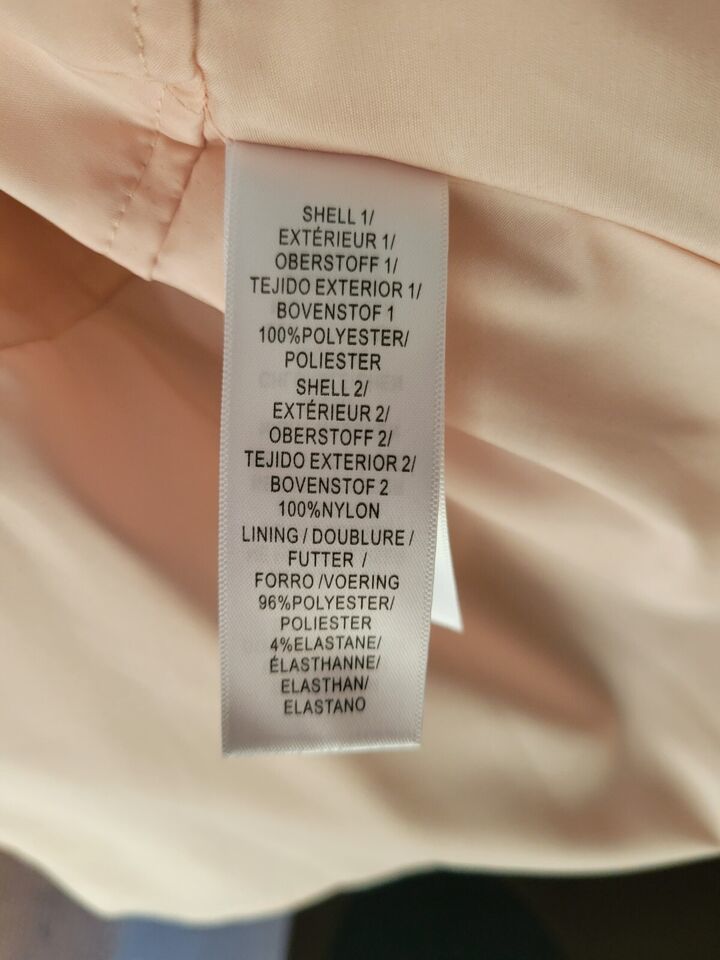 SHELL 1/
EXTÉRIEUR 1/
OBERSTOFF 1/
TEJIDO EXTERIOR 1/
BOVENSTOF 1
100%POLYESTER/
POLIESTER
SHELL 2/
EXTÉRIEUR 2/
OBERSTOFF 2/
TEJIDO EXTERIOR 2/
BOVENSTOF 2
100%NYLON
LINING / DOUBLURE /
FUTTER /
FORRO /VOERING
96%POLYESTER/
POLIESTER
4%ELASTANE/
ÉLASTHANNE/
ELASTHAN/
ELASTANO